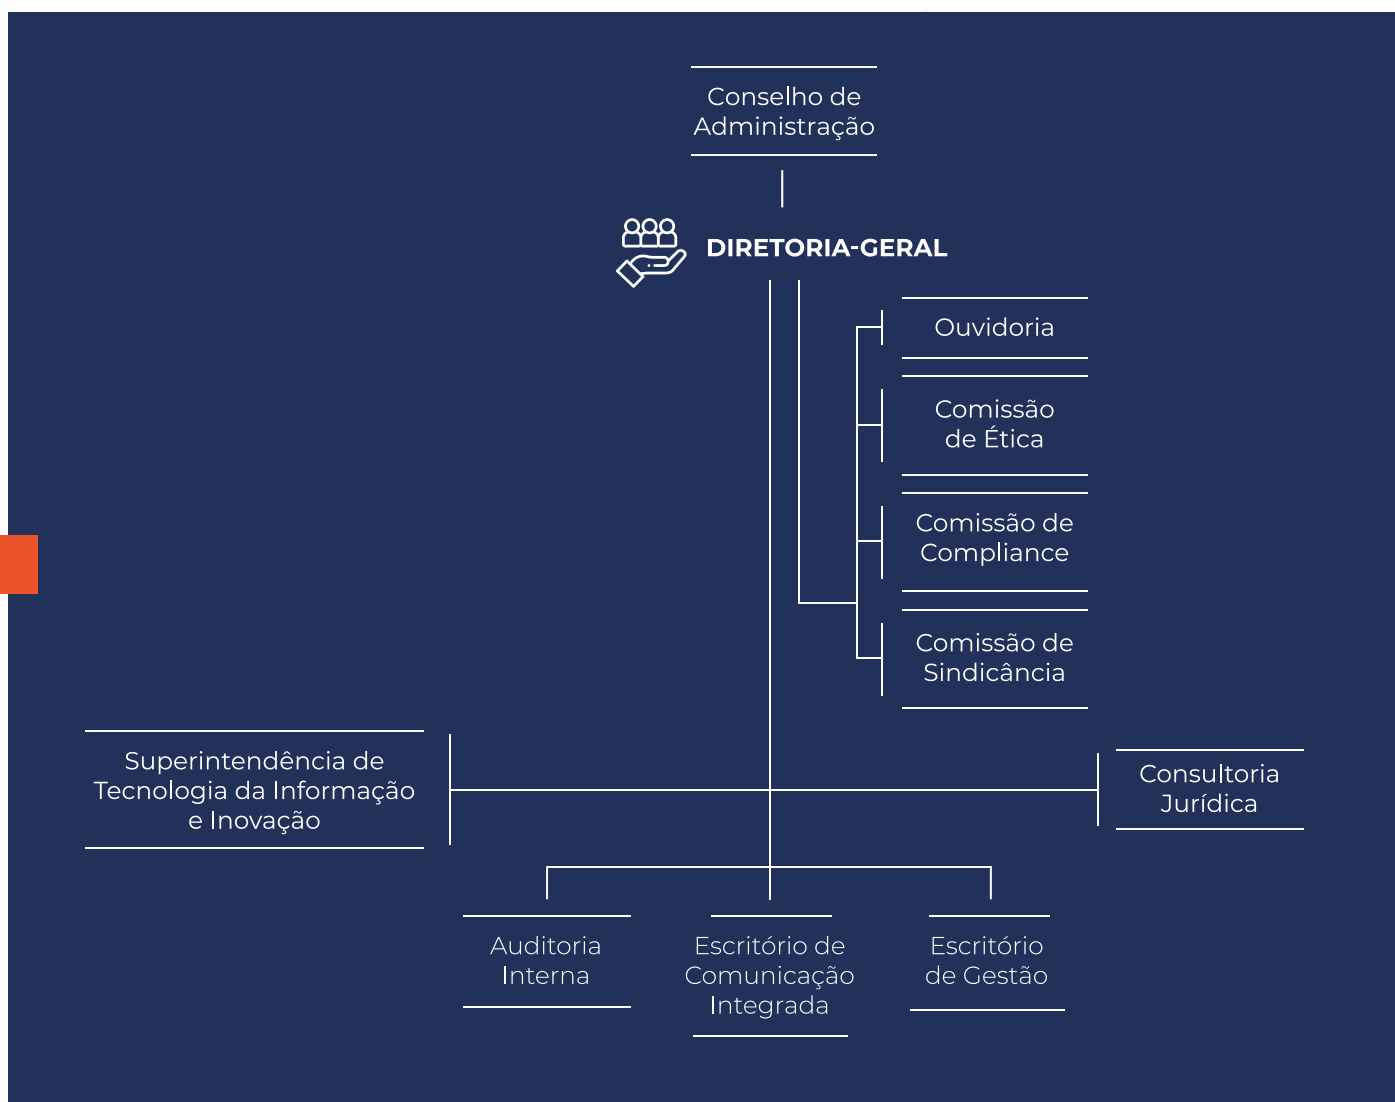 Conselho de
Administração
DIRETORIA-GERAL
Ouvidoria
Comissão
de Ética
Comissão de
Compliance
Comissão de
Sindicância
Superintendência de
Tecnologia da Informação
e Inovação
Consultoria
Jurídica
Auditoria
Interna
Escritório de
Comunicação
Integrada
Escritório
de Gestão